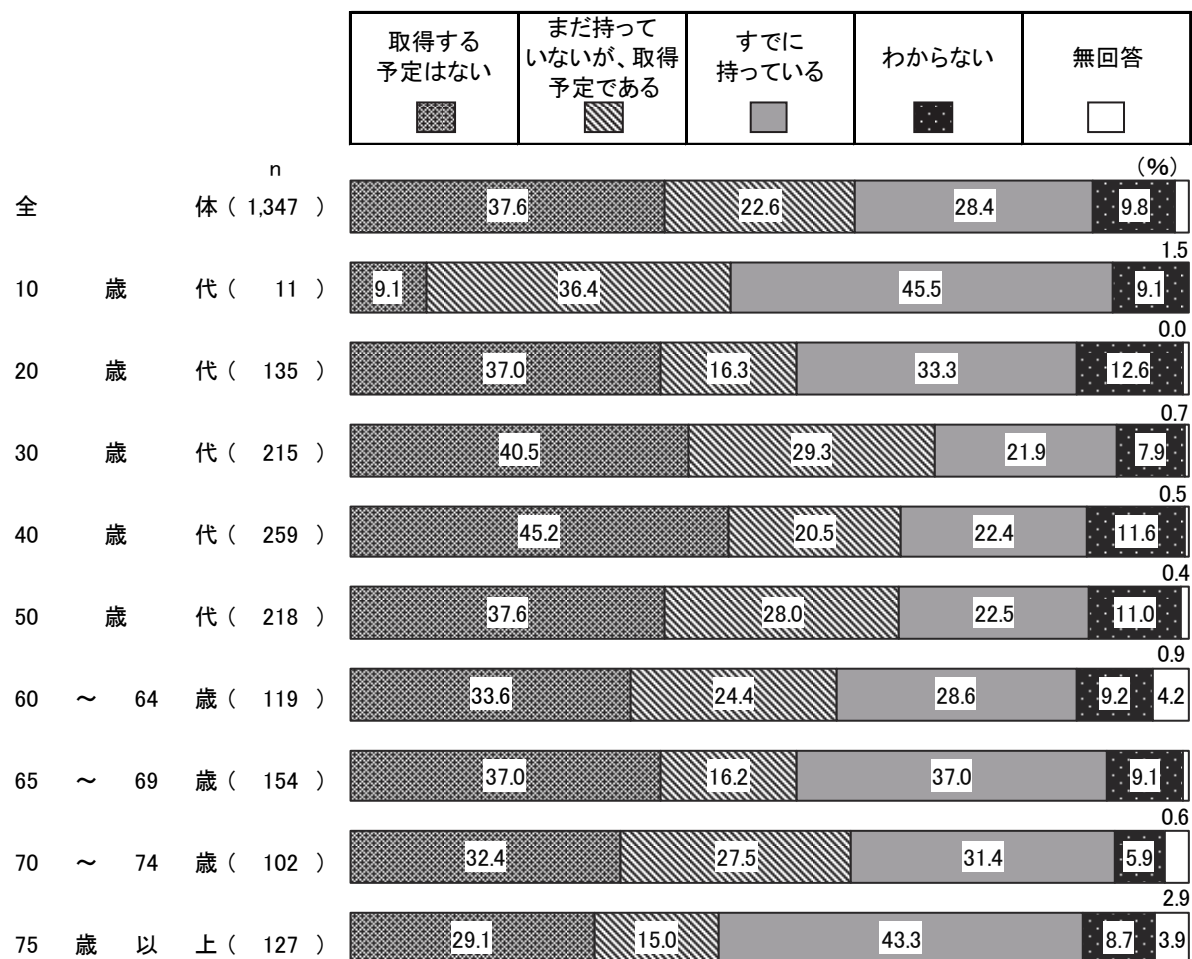 取得する
予定はない
まだ持って
いないが、取得
予定である
すでに
持っている
わからない
無回答
n
(%)
全 体 ( 1,347 ) 37.6 22.6 28.4 9.8
1.5
10 歳 代 ( 11 ) 9.1 36.4 45.5 9.1
0.0
20 歳 代 ( 135 ) 37.0 16.3 33.3 12.6
0.7
30 歳 代 ( 215 ) 40.5 29.3 21.9 7.9
0.5
40 歳 代 ( 259 ) 45.2 20.5 22.4 11.6
0.4
50 歳 代 ( 218 ) 37.6 28.0 22.5 11.0
0.9
60 ～ 64 歳 ( 119 ) 33.6 24.4 28.6 9.2 4.2
65 ～ 69 歳 ( 154 ) 37.0 16.2 37.0 9.1
0.6
70 ～ 74 歳 ( 102 ) 32.4 27.5 31.4 5.9
2.9
75 歳 以 上 ( 127 ) 29.1 15.0 43.3 8.7 3.9